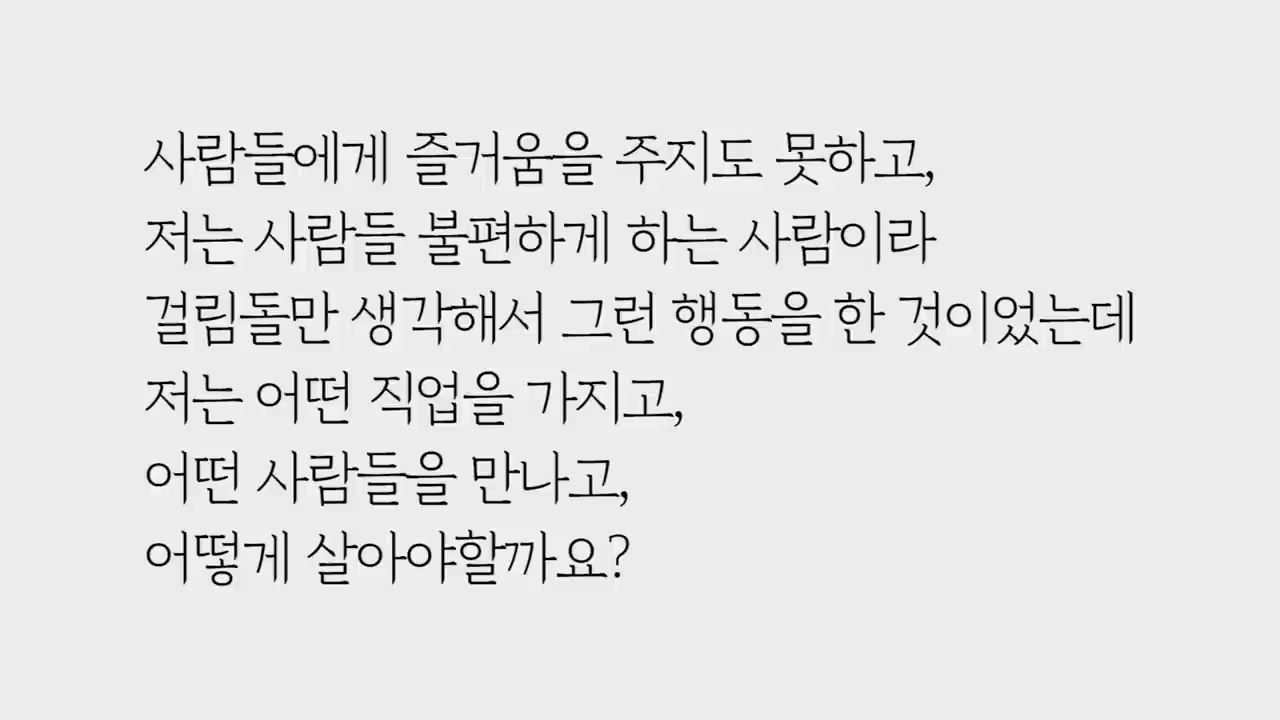 사람들에게 즐거움을 주지도 못하고,
저는 사람들 불편하게 하는 사람이라
걸림돌만 생각해서 그런 행동을 한 것이었는데
저는 어떤 직업을 가지고,
어떤 사람들을 만나고,
어떻게 살아야할까요?